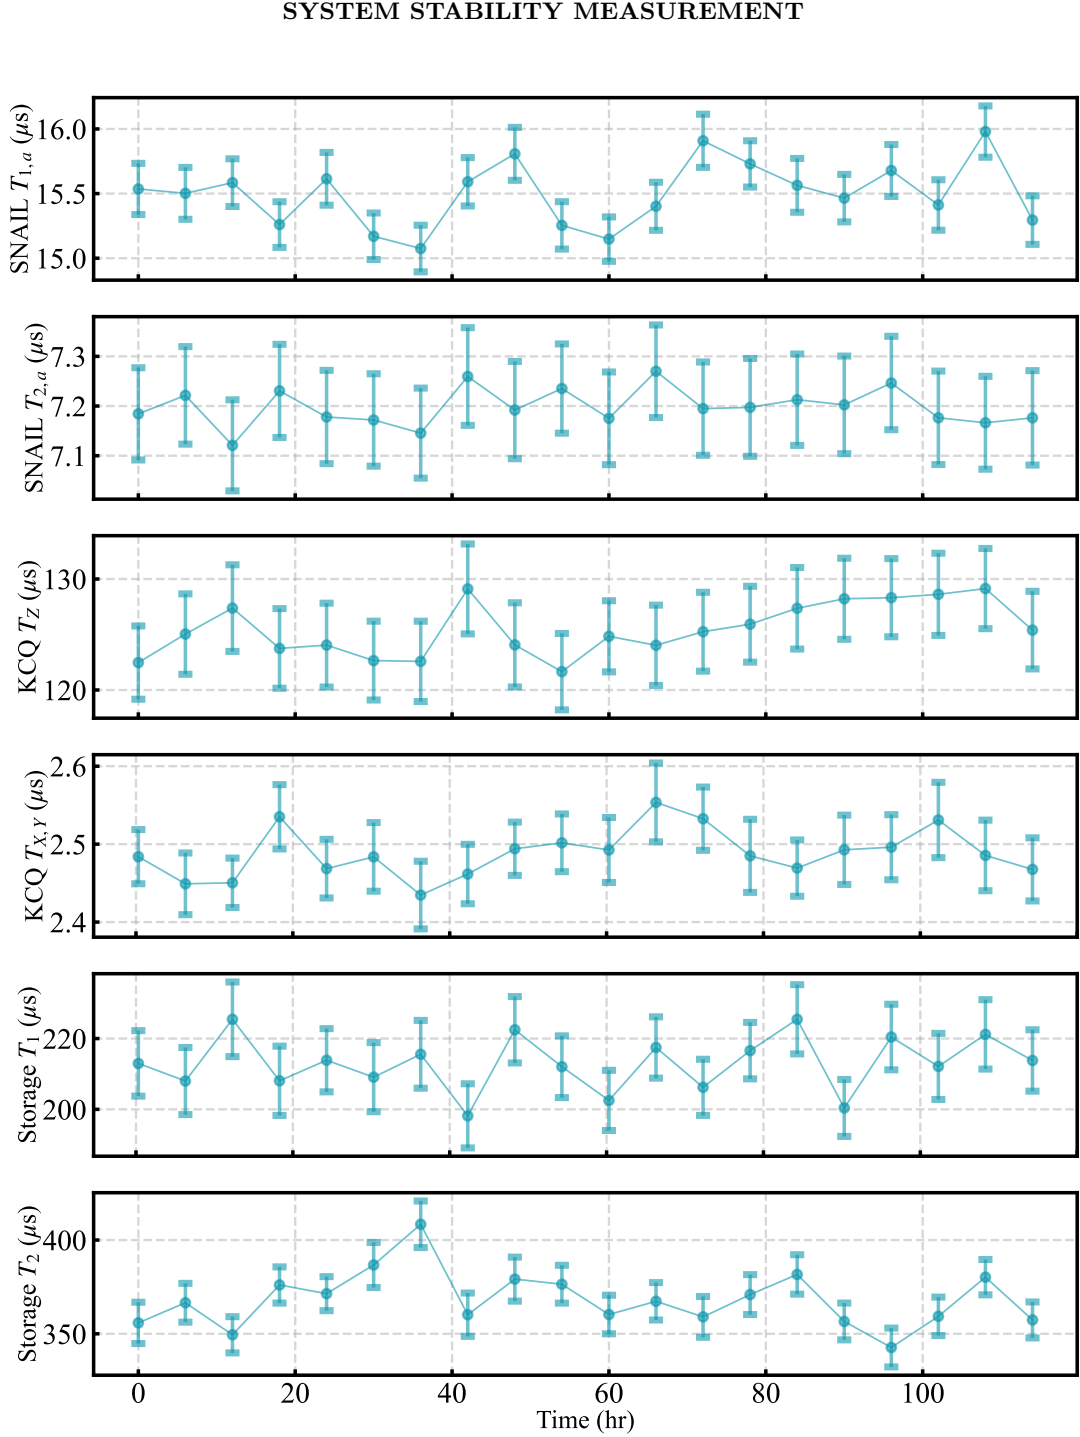 SYSTEM STABILITY MEASUREMENT
SNAIL T1,a (μs)
16.0
15.5
15.0
SNAIL T2,a (μs)
7.3
7.2
7.1
KCQ TZ (μs)
130
120
KCQ TX,Y (μs)
2.6
2.5
2.4
Storage T1 (μs)
220
200
Storage T2 (μs)
400
350
0 20 40 60 80 100
Time (hr)